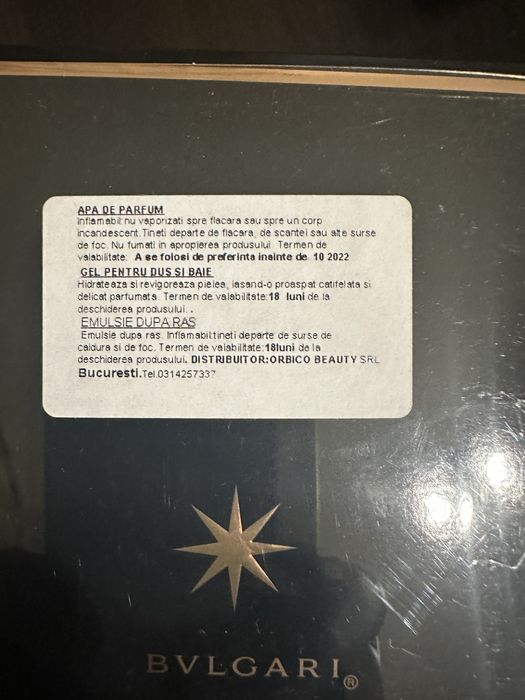 APA DE PARFUM
Inflamabil:nu vaporizati spre flacara sau spre un corp
incandescent.Tineti departe de flacara, de scantei sau alte surse
de foc. Nu fumati in apropierea produsului. Termen de
valabilitate: A se folosi de preferinta inainte de 10 2022
GEL PENTRU DUS SI BAIE
Hidrateaza si revigoreaza pielea, lasand-o proaspat catifelata si
delicat parfumata. Termen de valabilitate:18 luni de la
deschiderea produsului. .
EMULSIE DUPA RAS
Emulsie dupa ras. Inflamabil:tineti departe de surse de
caldura si de foc. Termen de valabilitate:18luni de la
deschiderea produsului. DISTRIBUITOR:ORBICO BEAUTY SRL
Bucuresti.Tel.0314257337
BVLGARI®